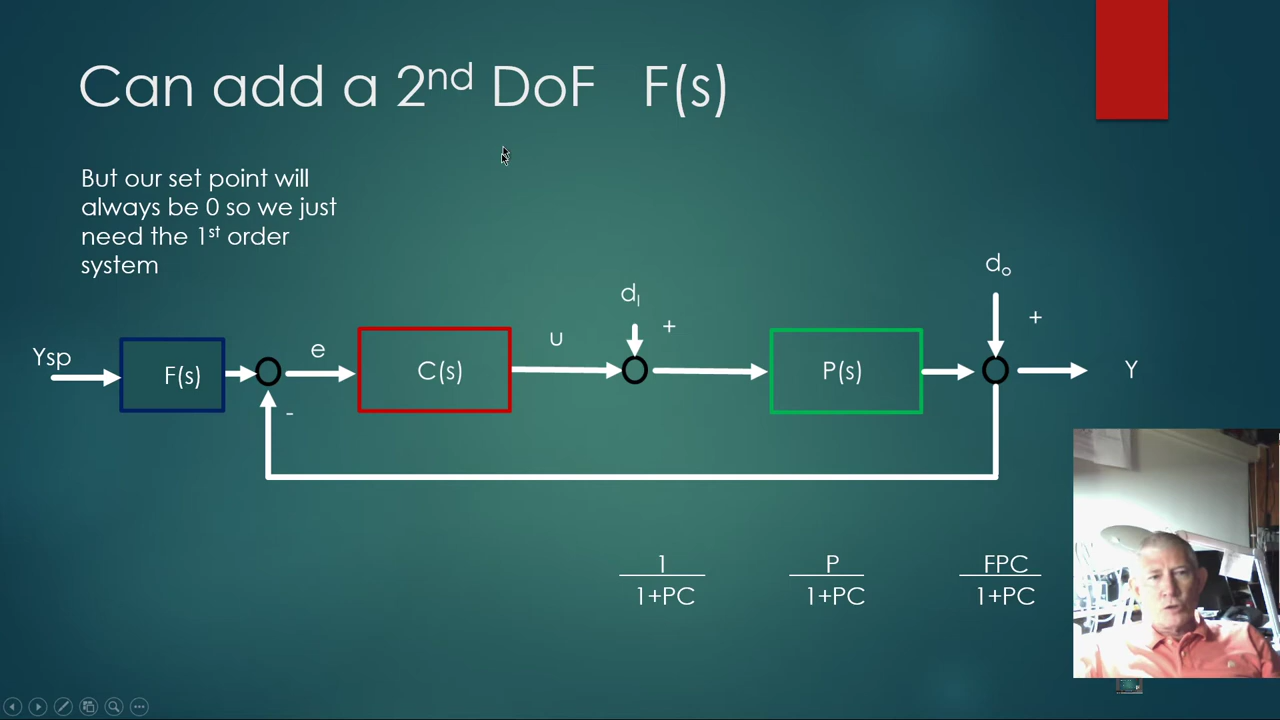 Can add a 2nd DoF F(s)
But our set point will
always be 0 so we just
need the 1st order
system
do
dI
+
+
Ysp
F(s)
e
C(s)
u
P(s)
Y
-
1
1+PC
P
1+PC
FPC
1+PC